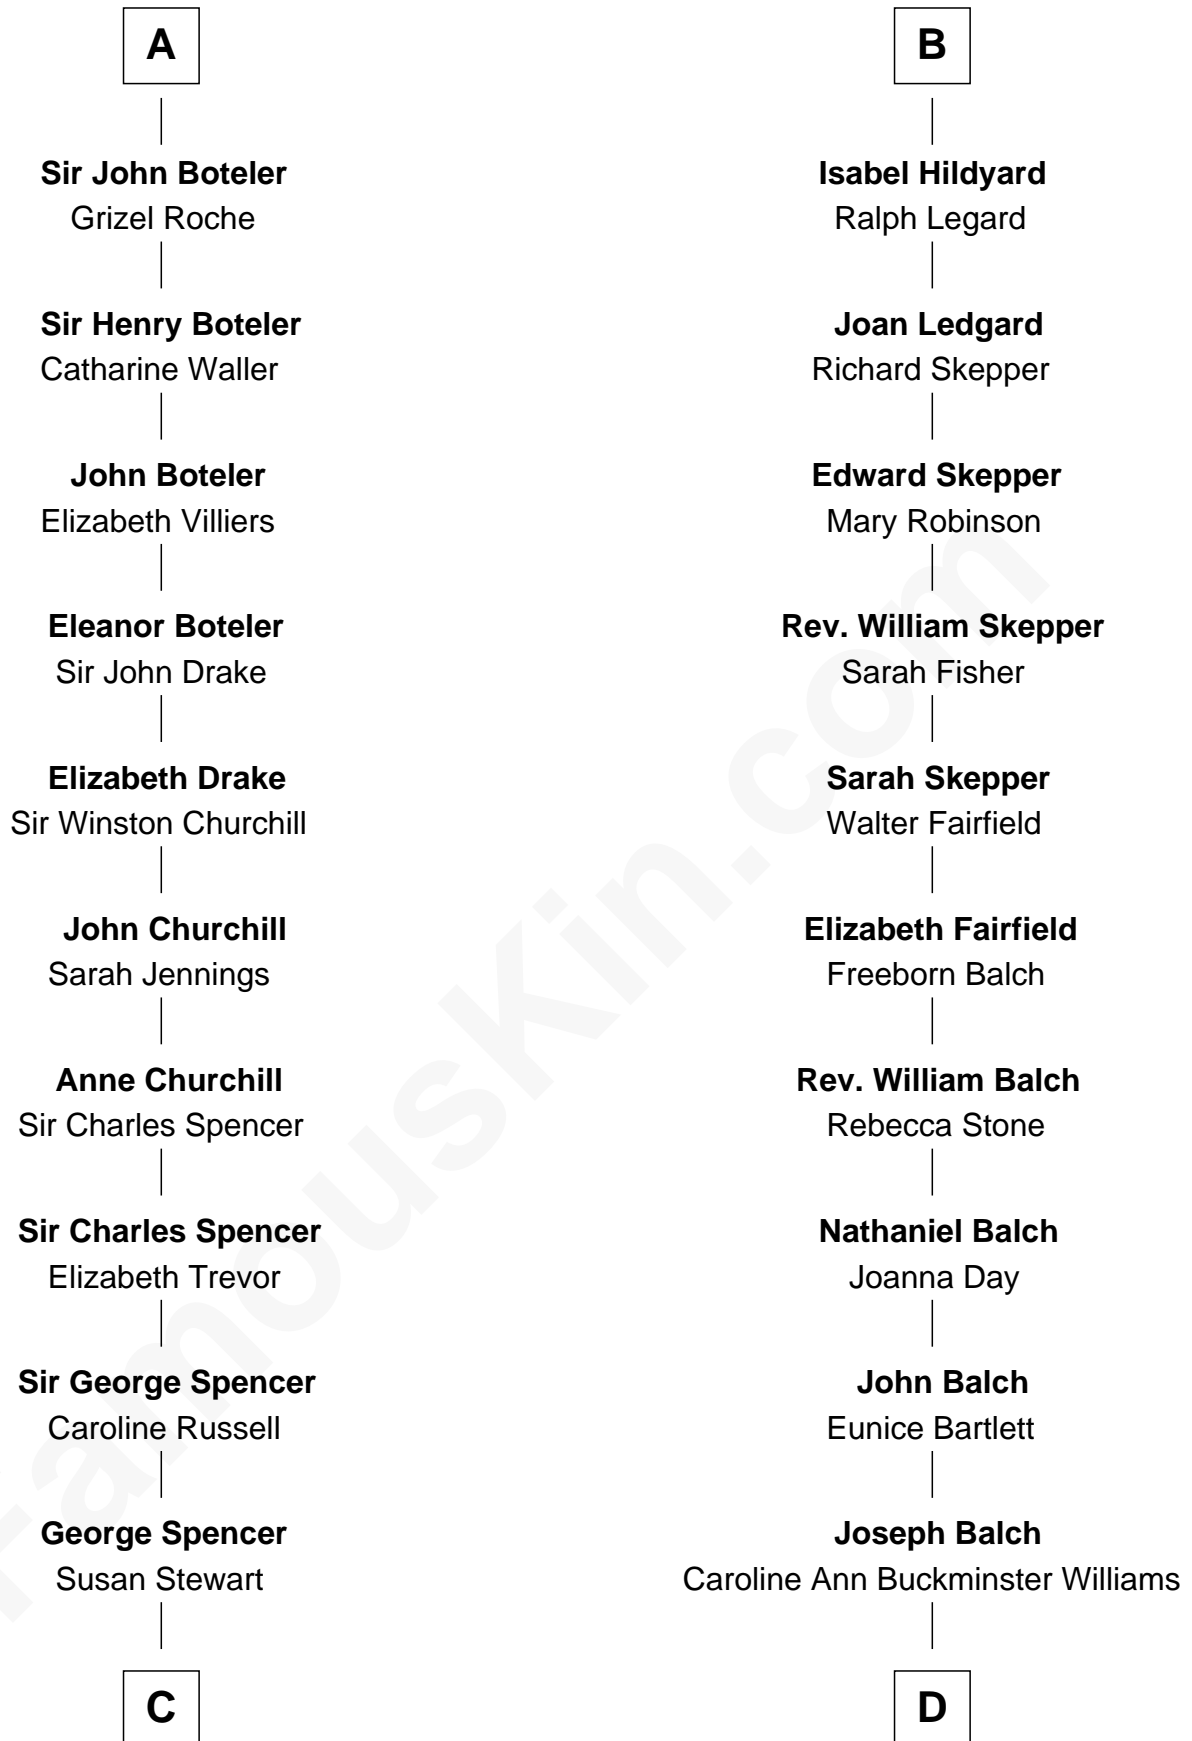 A
Sir John Boteler
Grizel Roche
Sir Henry Boteler
Catharine Waller
John Boteler
Elizabeth Villiers
Eleanor Boteler
Sir John Drake
Elizabeth Drake
Sir Winston Churchill
John Churchill
Sarah Jennings
Anne Churchill
Sir Charles Spencer
Sir Charles Spencer
Elizabeth Trevor
Sir George Spencer
Caroline Russell
George Spencer
Susan Stewart
C
B
Isabel Hildyard
Ralph Legard
Joan Ledgard
Richard Skepper
Edward Skepper
Mary Robinson
Rev. William Skepper
Sarah Fisher
Sarah Skepper
Walter Fairfield
Elizabeth Fairfield
Freeborn Balch
Rev. William Balch
Rebecca Stone
Nathaniel Balch
Joanna Day
John Balch
Eunice Bartlett
Joseph Balch
Caroline Ann Buckminster Williams
D
FamousKin.com